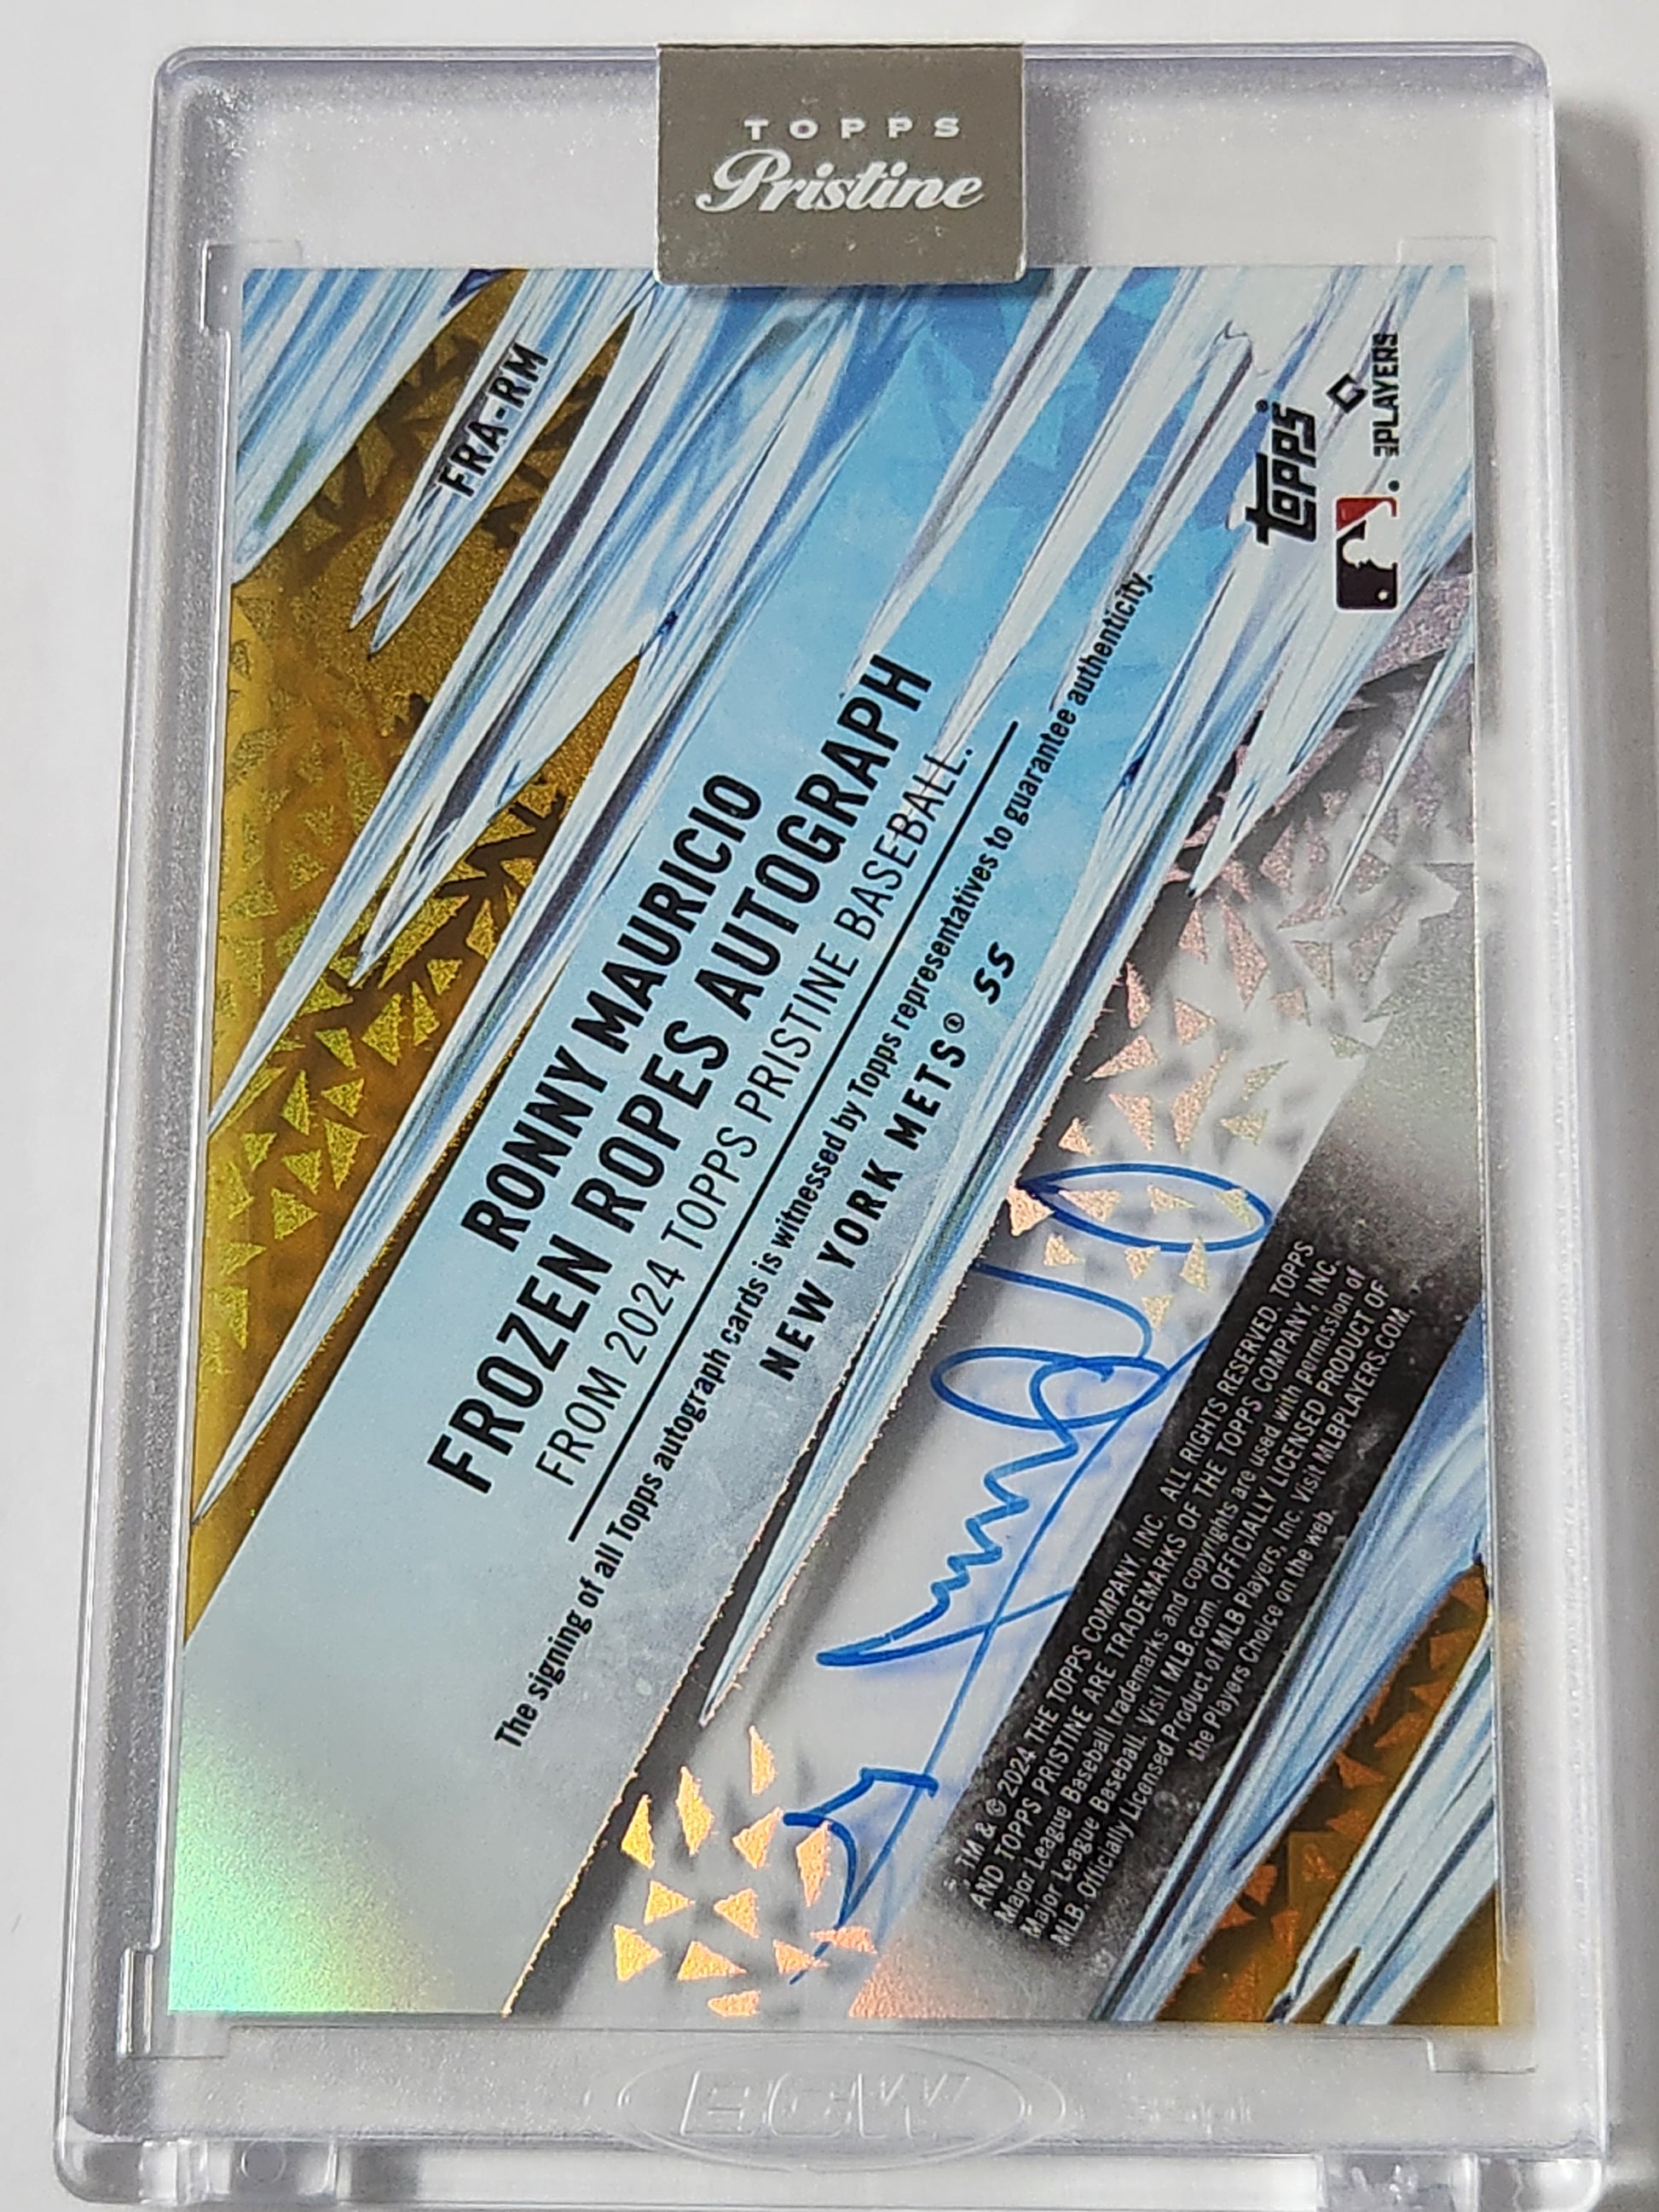 TOPPS
Pristine
FRA-RM
RONNY MAURICIO
FROZEN ROPES AUTOGRAPH
FROM 2024 TOPPS PRISTINE BASEBALL.
The signing of all Topps autograph cards is witnessed by Topps representatives to guarantee authenticity.
NEW YORK METS® SS
topps®
PLAYERS
®, TM & © 2024 THE TOPPS COMPANY, INC. ALL RIGHTS RESERVED. TOPPS
AND TOPPS PRISTINE ARE TRADEMARKS OF THE TOPPS COMPANY, INC.
Major League Baseball trademarks and copyrights are used with permission of
Major League Baseball. Visit MLB.com. OFFICIALLY LICENSED PRODUCT OF
MLB. Officially Licensed Product of MLB Players, Inc. Visit MLBPLAYERS.COM,
the Players Choice on the web.